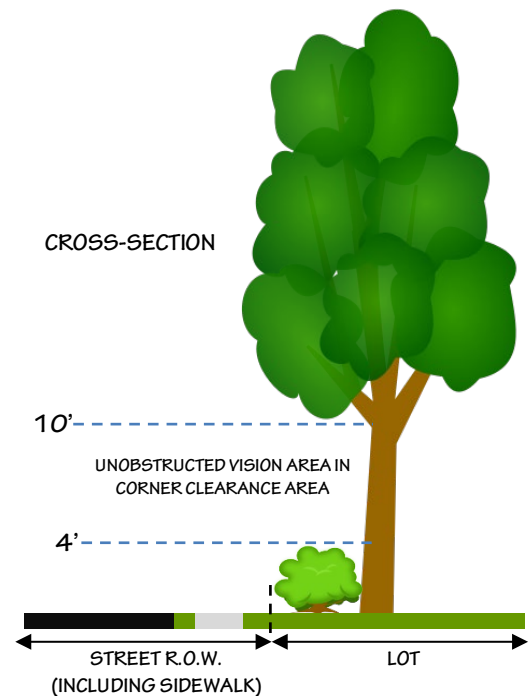 CROSS-SECTION
10'
UNOBSTRUCTED VISION AREA IN
CORNER CLEARANCE AREA
4'
STREET R.O.W.
(INCLUDING SIDEWALK)
LOT